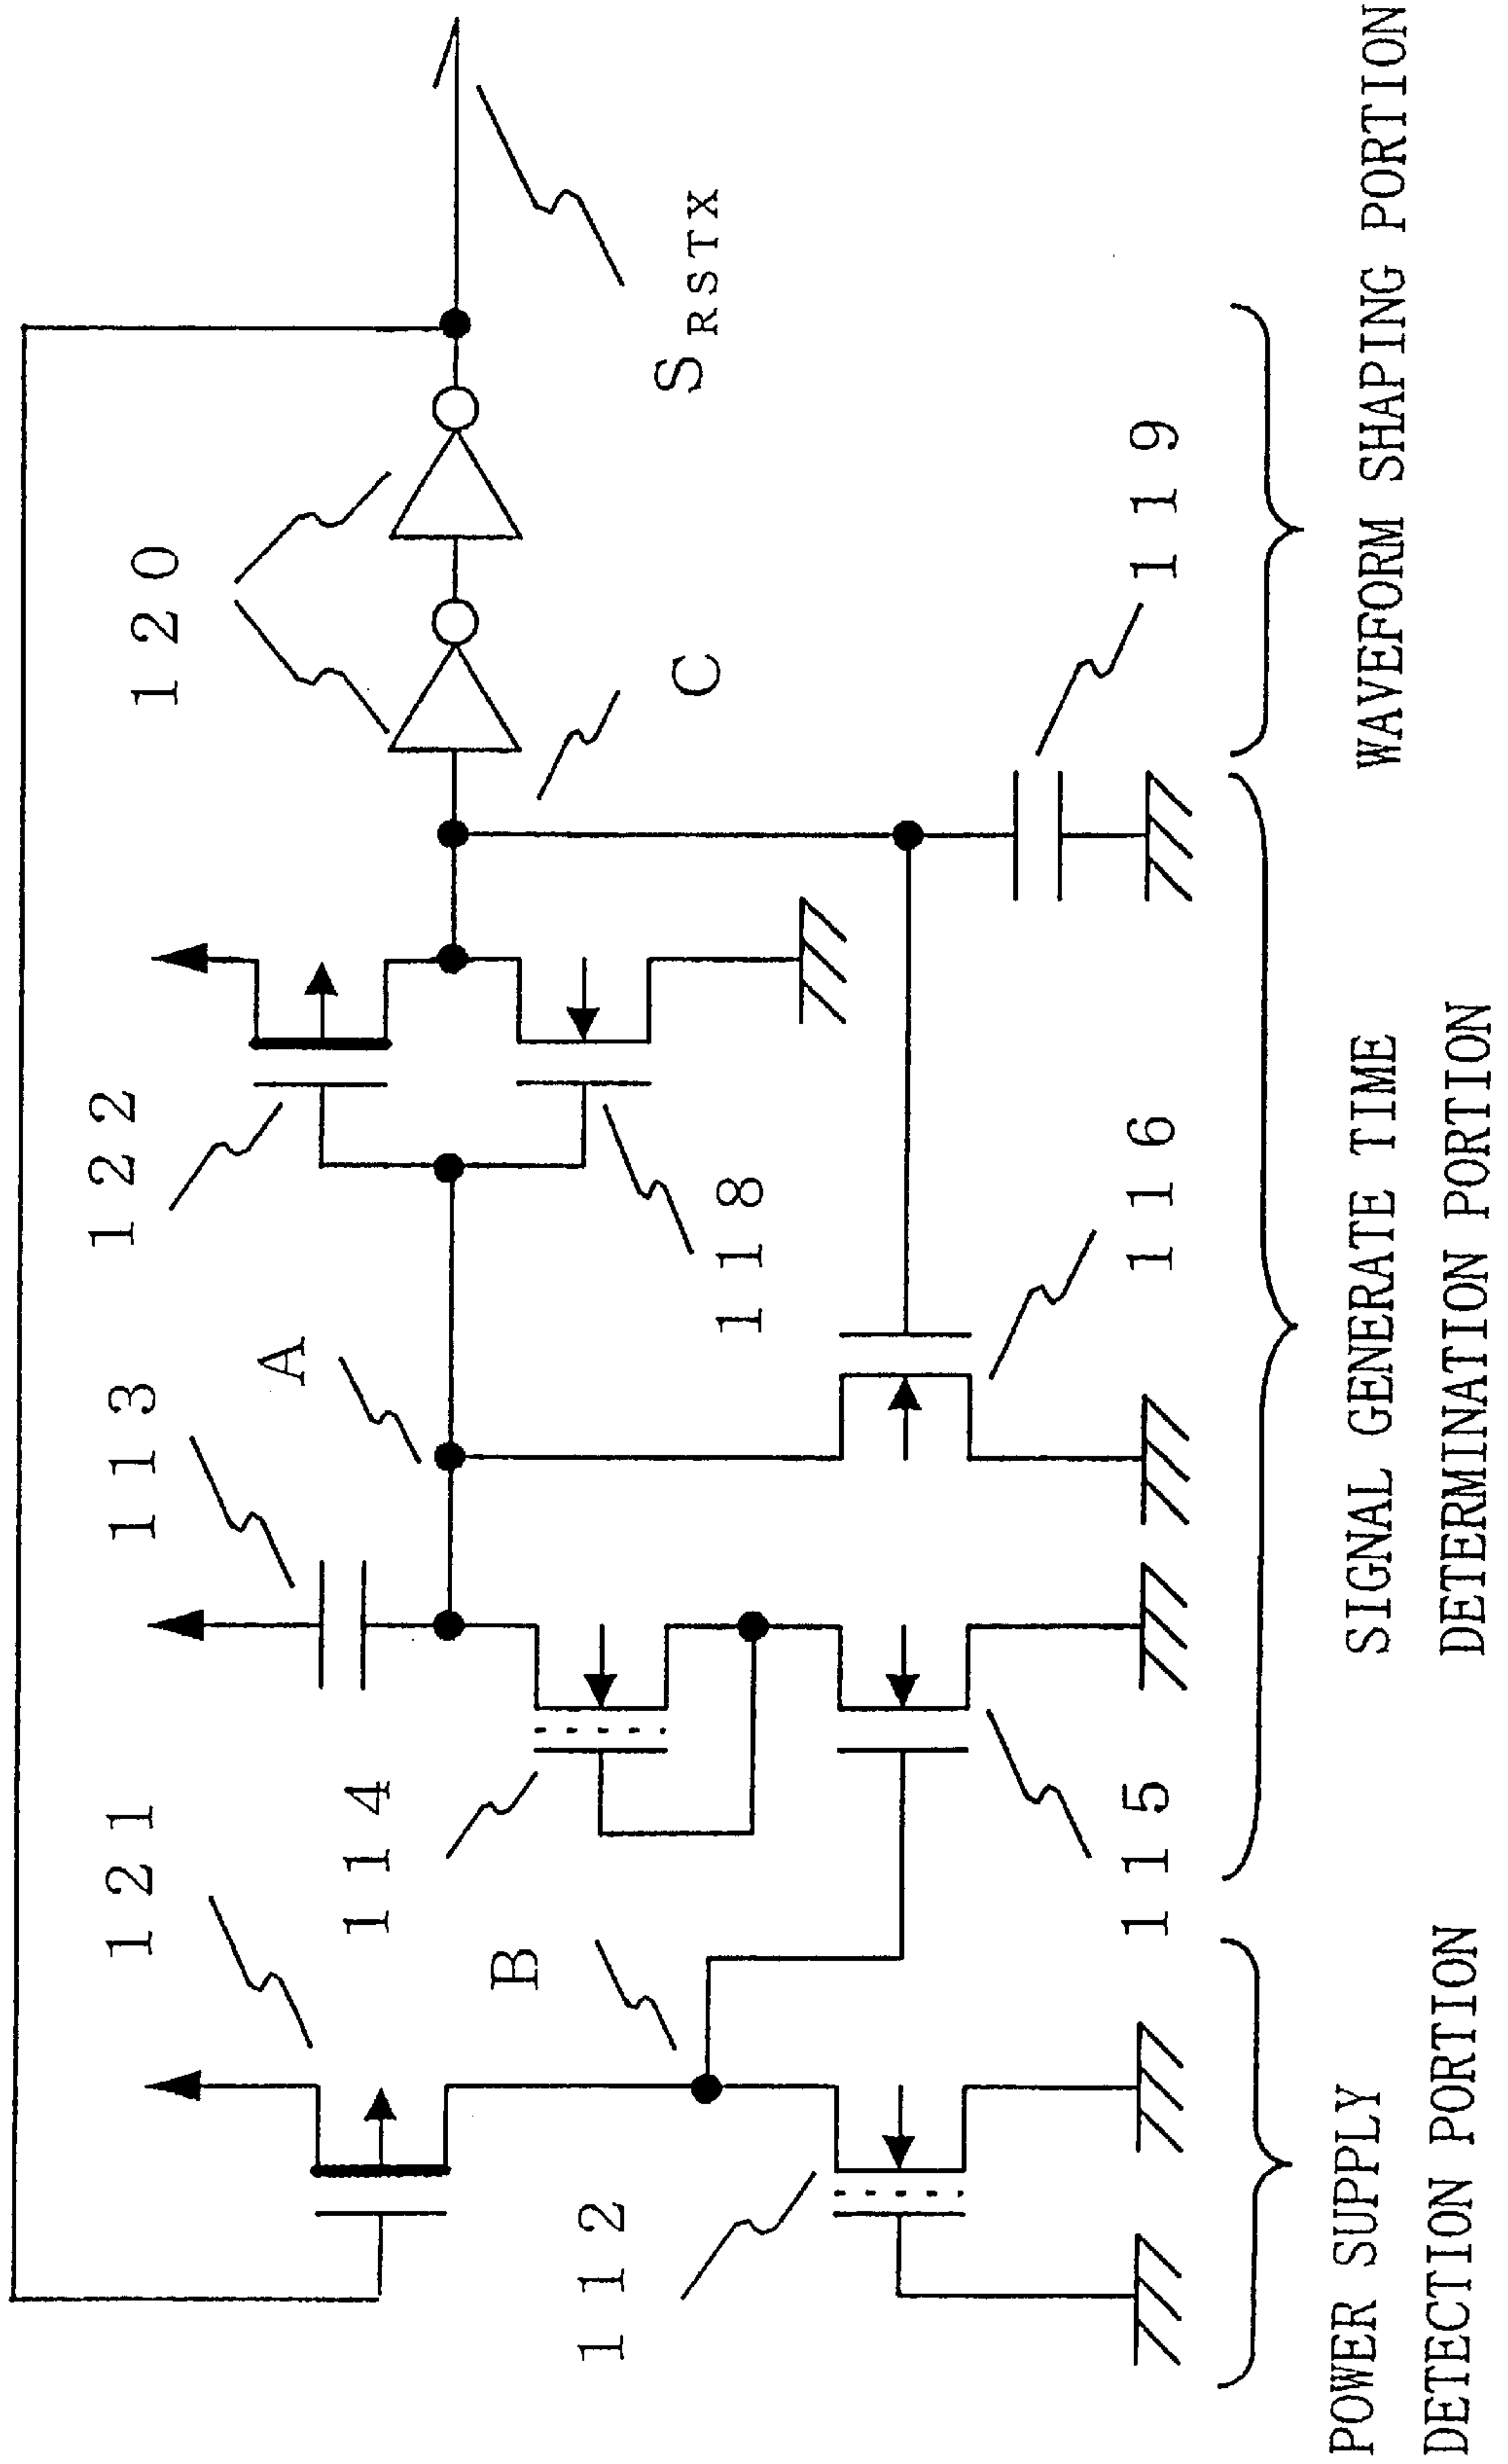 121
113
A
122
120
114
B
118
C
S RSTX
112
115
116
119
POWER SUPPLY
DETECTION PORTION
SIGNAL GENERATE TIME
DETERMINATION PORTION
WAVEFORM SHAPING PORTION